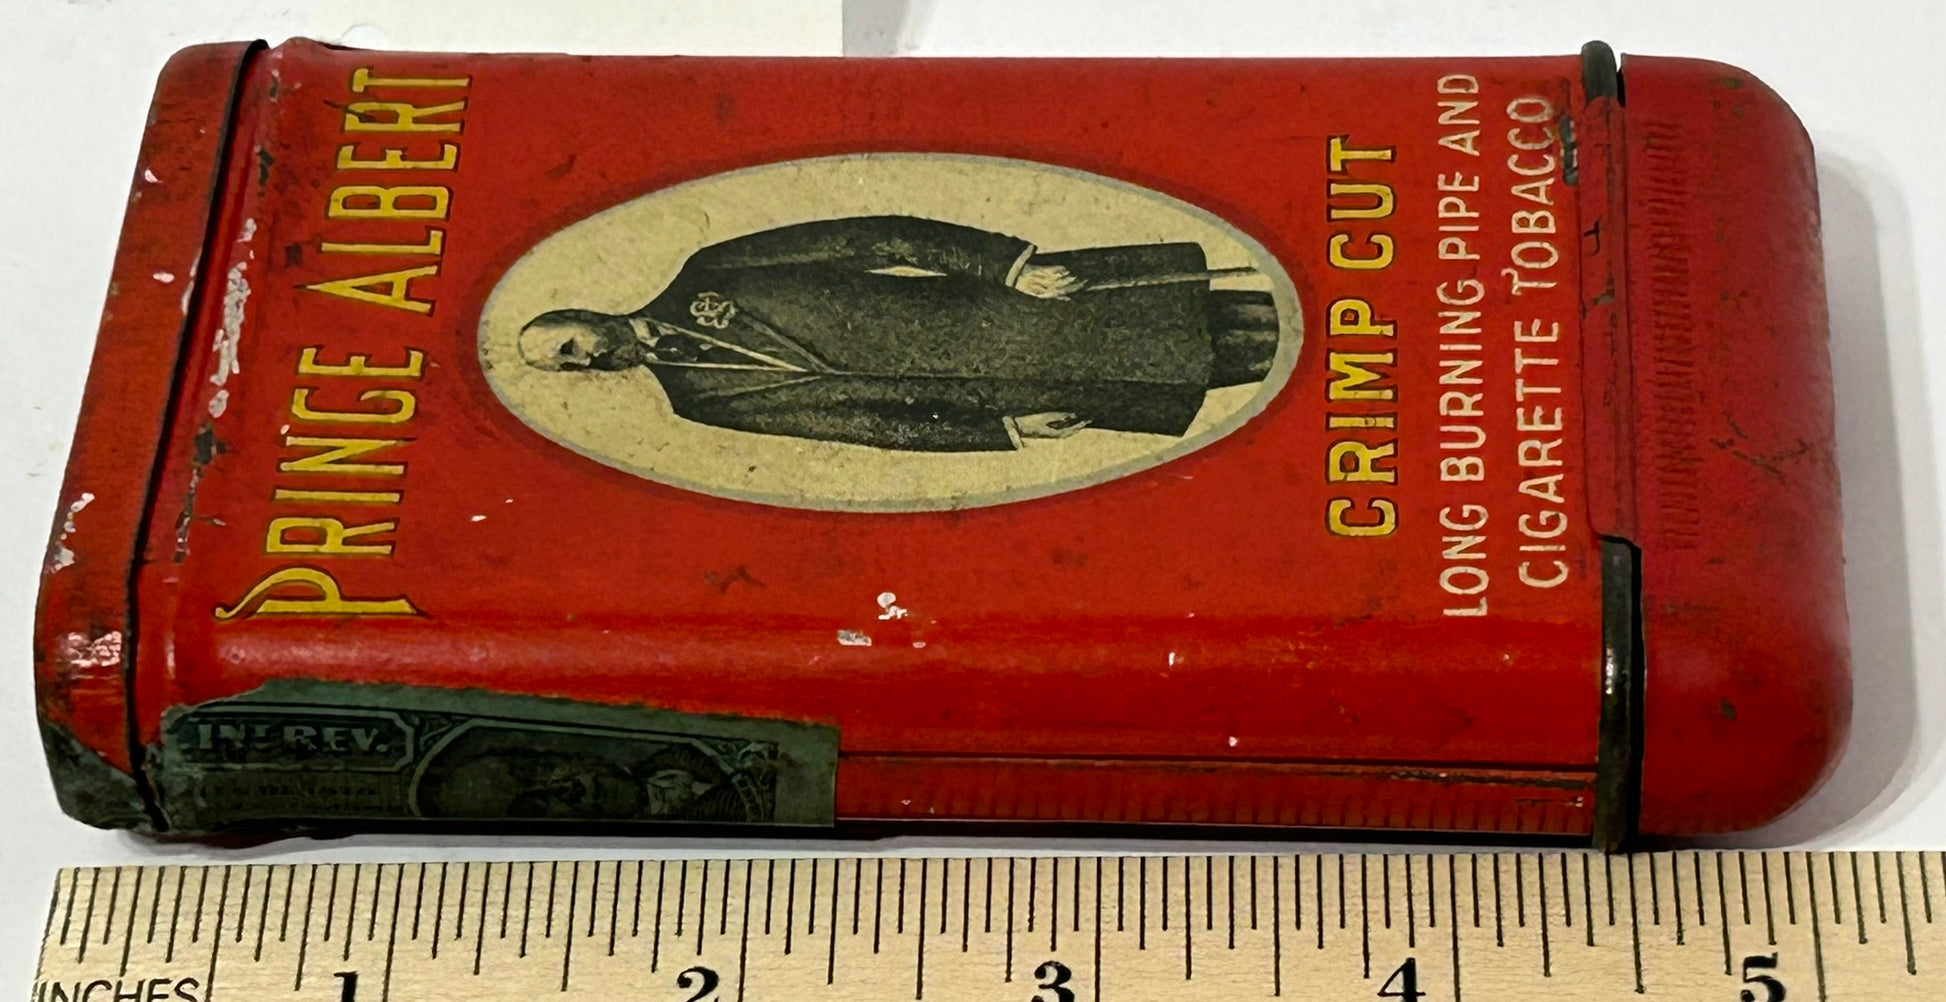 PRINCE ALBERT
CRIMP CUT
LONG BURNING PIPE AND
CIGARETTE TOBACCO
INT. REV.
INCHES 1 2 3 4 5